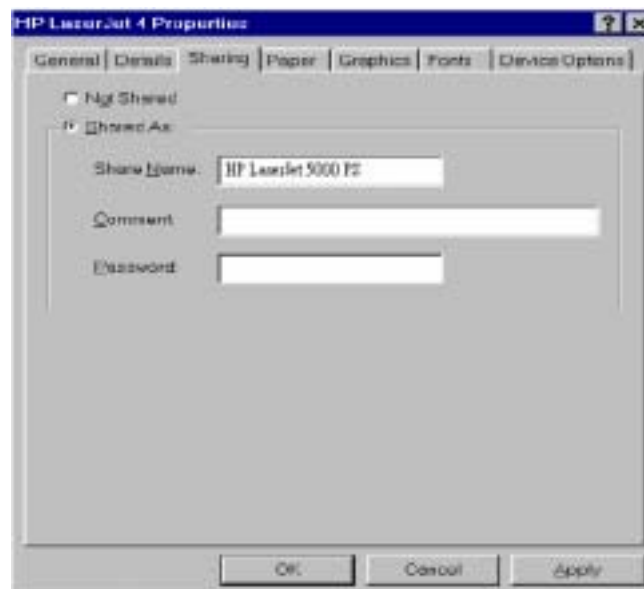 HP LaserJet 4 Properties
General Details Sharing Paper Graphics Fonts Device Options
Not Shared
Shared As:
Share Name: HP LaserJet 5000 PS
Comment:
Password:
OK Cancel Apply